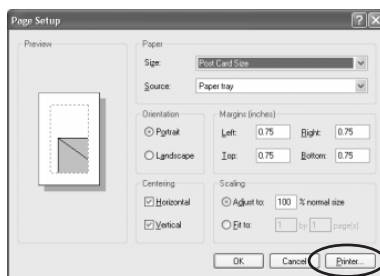 Page Setup
Preview
Paper
Size: Post Card Size
Source: Paper tray
Orientation
Portrait
Landscape
Margins (inches)
Left: 0.75 Right: 0.75
Top: 0.75 Bottom: 0.75
Centering
Horizontal
Vertical
Scaling
Adjust to: 100 % normal size
Fit to: 1 by 1 page(s)
OK Cancel Printer...